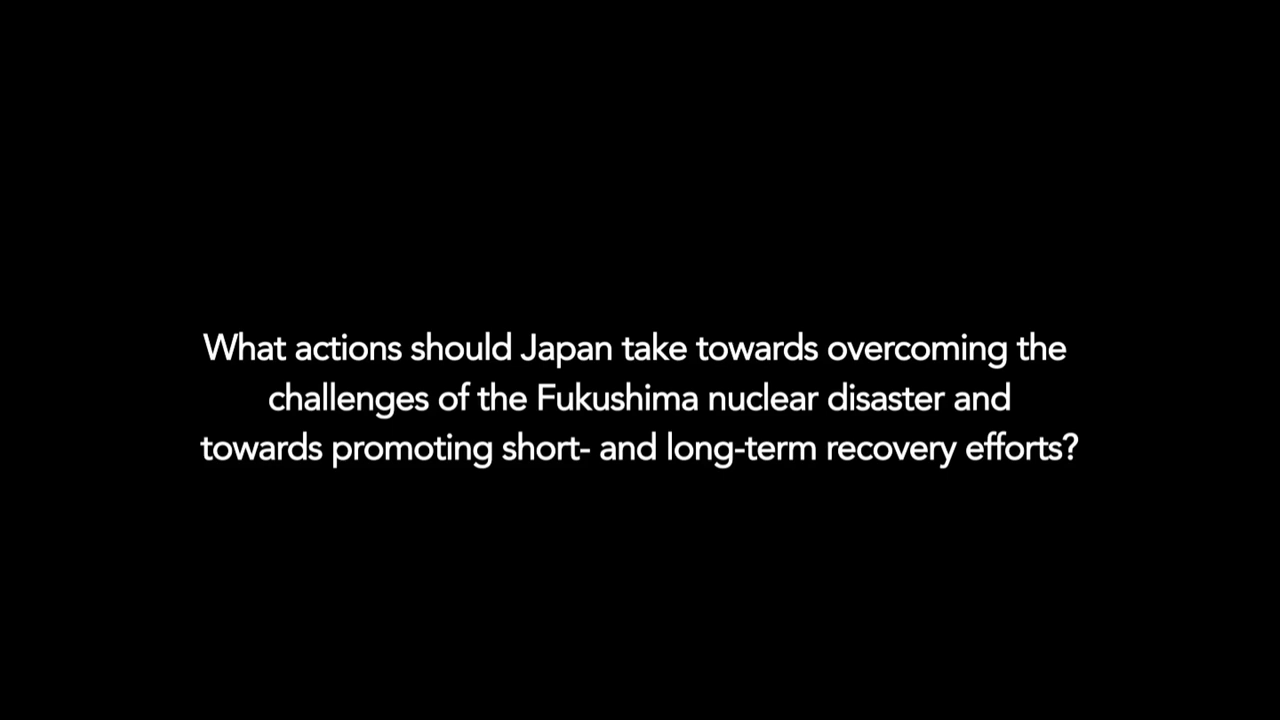 What actions should Japan take towards overcoming the
challenges of the Fukushima nuclear disaster and
towards promoting short- and long-term recovery efforts?